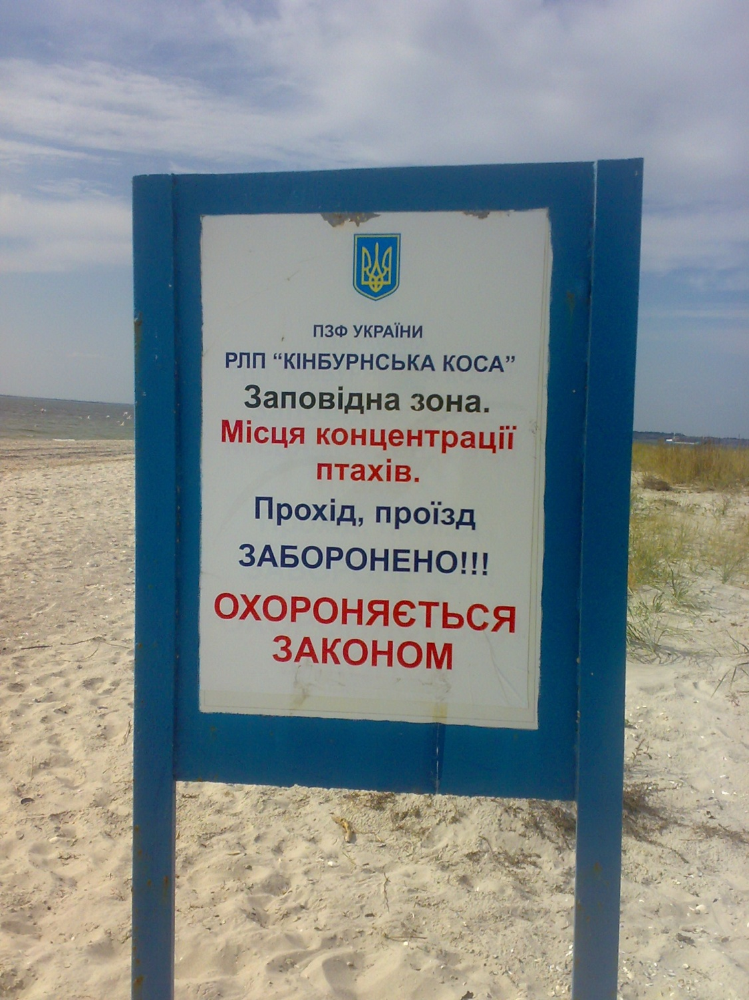 ПЗФ УКРАЇНИ
РЛП “КІНБУРНСЬКА КОСА”
Заповідна зона.
Місця концентрації
птахів.
Прохід, проїзд
ЗАБОРОНЕНО!!!
ОХОРОНЯЄТЬСЯ
ЗАКОНОМ